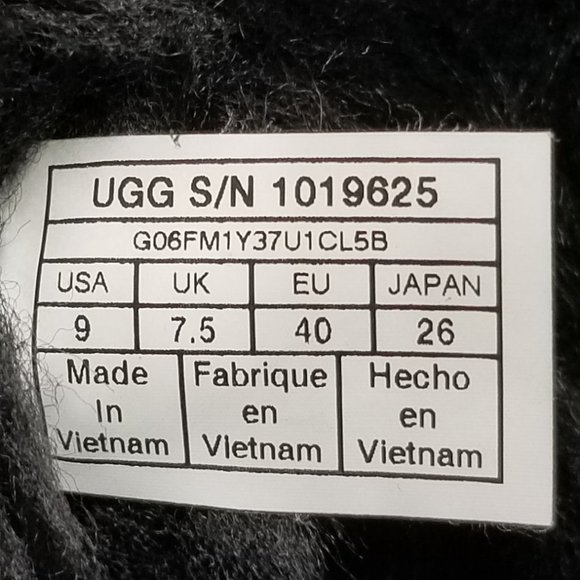 UGG S/N 1019625
G06FM1Y37U1CL5B
USA UK EU JAPAN
9 7.5 40 26
Made Fabrique Hecho
In en en
Vietnam VIetnam Vietnam